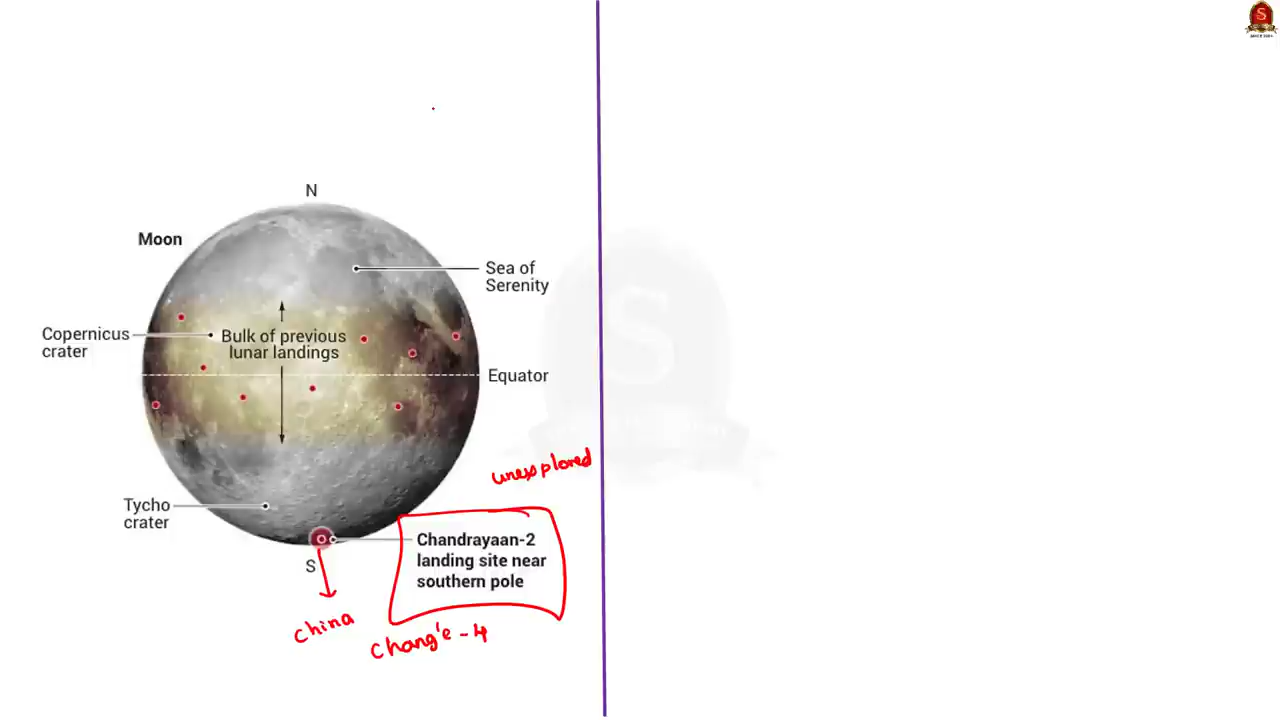 N
Moon
Sea of
Serenity
Copernicus
crater
Bulk of previous
lunar landings
Equator
unexplored
Tycho
crater
Chandrayaan-2
landing site near
southern pole
S
China
Chang'e - 4
S